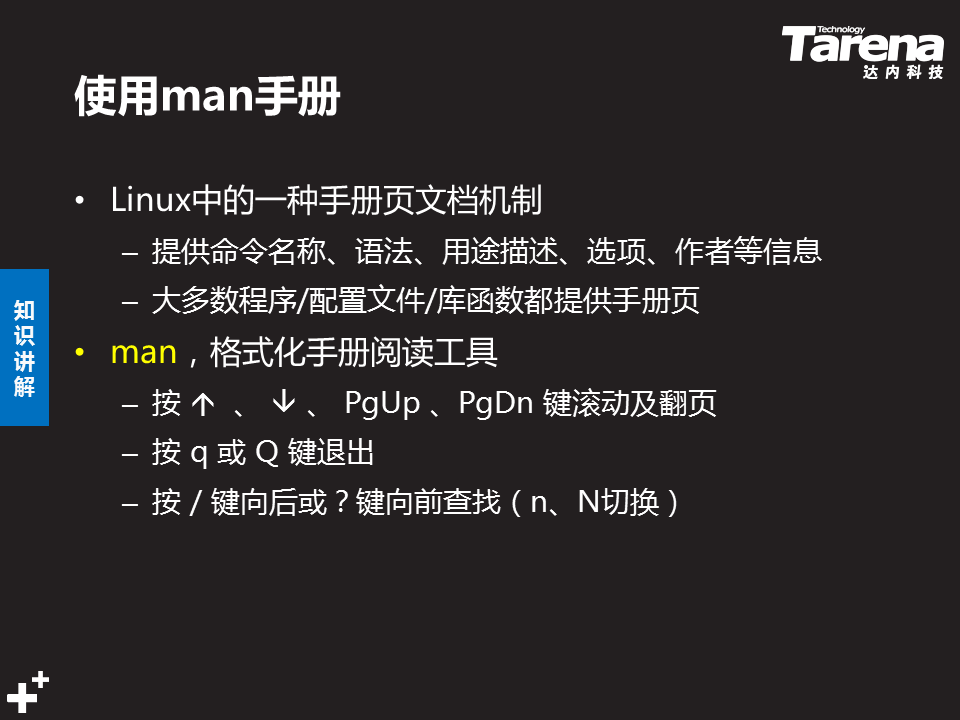 Technology
Tarena
达内科技
使用man手册
• Linux中的一种手册页文档机制
– 提供命令名称、语法、用途描述、选项、作者等信息
– 大多数程序/配置文件/库函数都提供手册页
• man，格式化手册阅读工具
– 按 ↑ 、 ↓ 、 PgUp 、PgDn 键滚动及翻页
– 按 q 或 Q 键退出
– 按 / 键向后或 ? 键向前查找（n、N切换）
知
识
讲
解